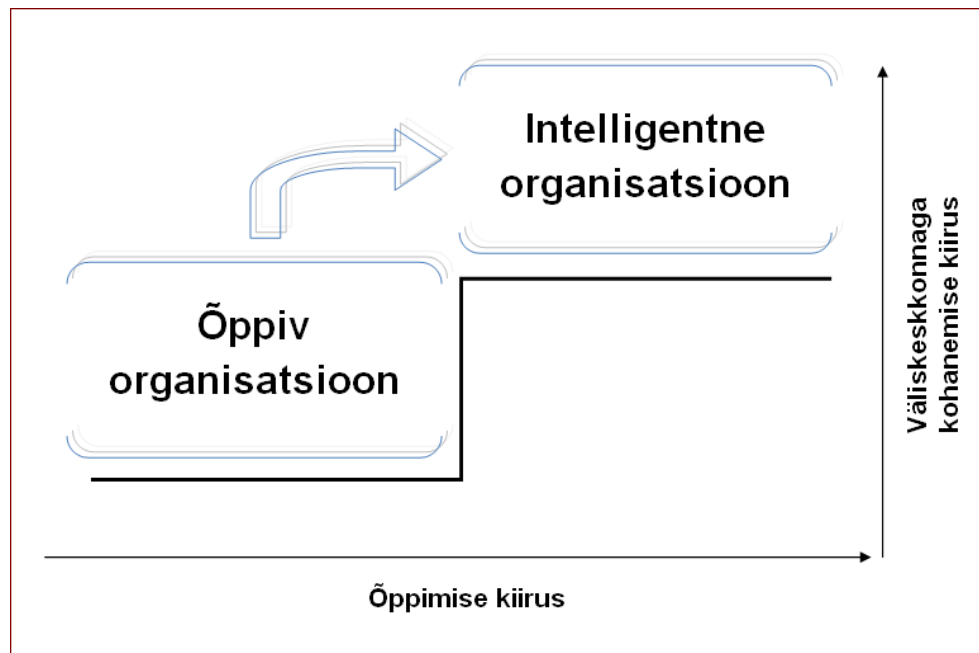 Intelligentne
organisatsioon
Õppiv
organisatsioon
Väliskeskkonnaga
kohanemise kiirus
Õppimise kiirus